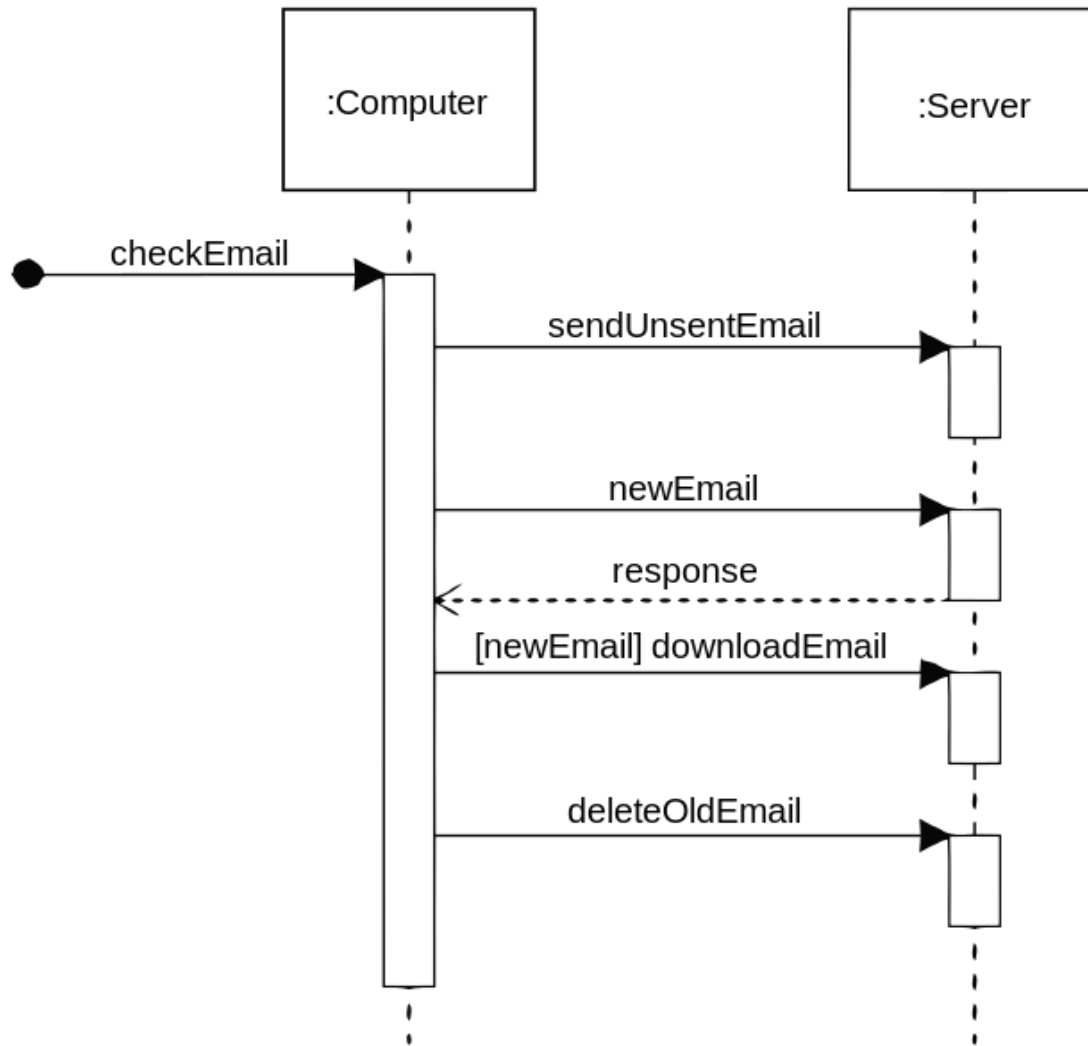 :Computer
:Server
checkEmail
sendUnsentEmail
newEmail
response
[newEmail] downloadEmail
deleteOldEmail